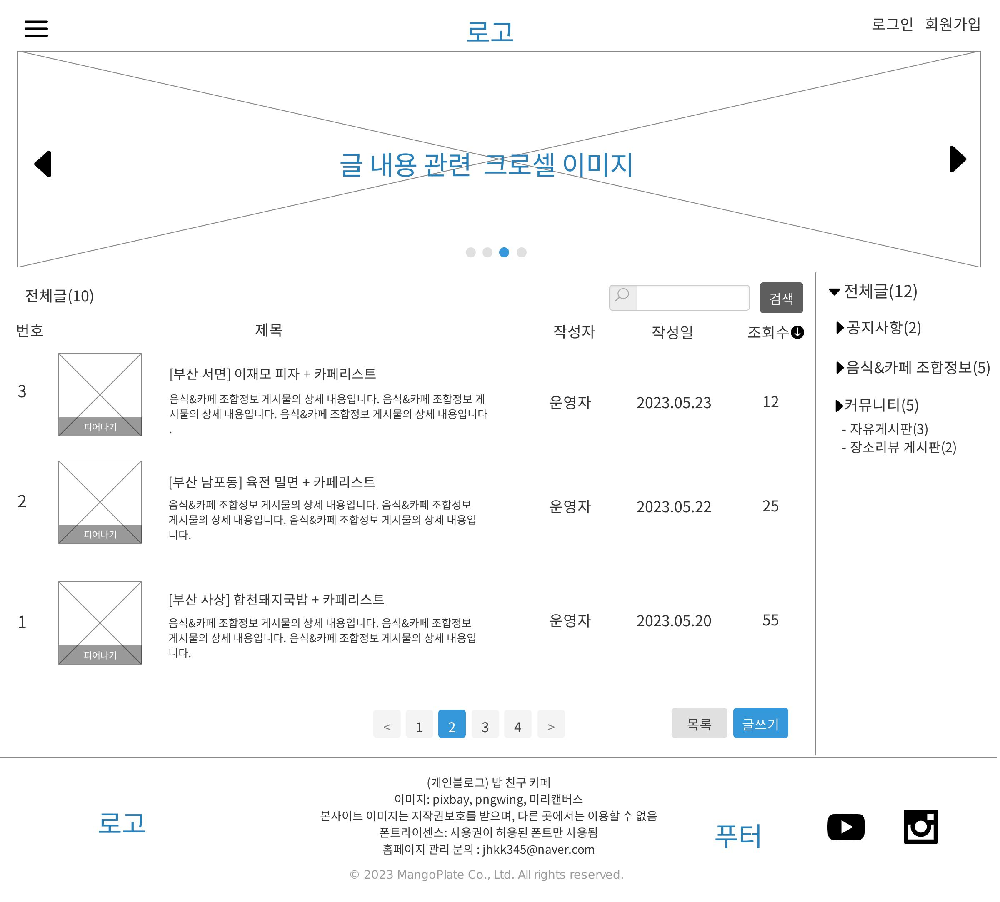 로고
로그인 회원가입
글 내용 관련 크로셀 이미지
전체글(10)
검색
번호 제목 작성자 작성일 조회수
3
피어나기
[부산 서면] 이재모 피자 + 카페리스트
음식&카페 조합정보 게시물의 상세 내용입니다. 음식&카페 조합정보 게
시물의 상세 내용입니다. 음식&카페 조합정보 게시물의 상세 내용입니다
.
운영자 2023.05.23 12
2
피어나기
[부산 남포동] 육전 밀면 + 카페리스트
음식&카페 조합정보 게시물의 상세 내용입니다. 음식&카페 조합정보
게시물의 상세 내용입니다. 음식&카페 조합정보 게시물의 상세 내용입
니다.
운영자 2023.05.22 25
1
피어나기
[부산 사상] 합천돼지국밥 + 카페리스트
음식&카페 조합정보 게시물의 상세 내용입니다. 음식&카페 조합정보
게시물의 상세 내용입니다. 음식&카페 조합정보 게시물의 상세 내용입
니다.
운영자 2023.05.20 55
< 1 2 3 4 >
목록 글쓰기
전체글(12)
공지사항(2)
음식&카페 조합정보(5)
커뮤니티(5)
- 자유게시판(3)
- 장소리뷰 게시판(2)
로고
(개인블로그) 밥 친구 카페
이미지: pixbay, pngwing, 미리캔버스
본사이트 이미지는 저작권보호를 받으며, 다른 곳에서는 이용할 수 없음
폰트라이센스: 사용권이 허용된 폰트만 사용됨
홈페이지 관리 문의 : jhkk345@naver.com
© 2023 MangoPlate Co., Ltd. All rights reserved.
푸터